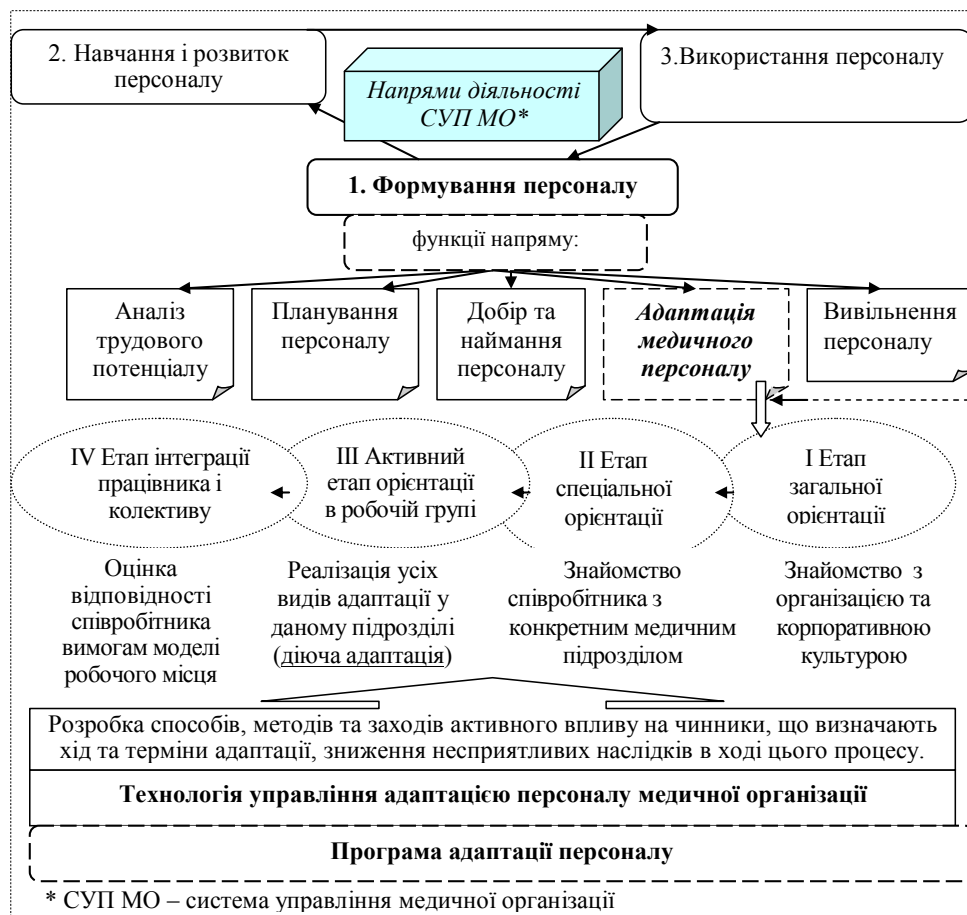 2. Навчання і розвиток
персоналу
3.Використання персоналу
Напрями діяльності
СУП МО*
1. Формування персоналу
функції напряму:
Аналіз
трудового
потенціалу
Планування
персоналу
Добір та
наймання
персоналу
Адаптація
медичного
персоналу
Вивільнення
персоналу
IV Етап інтеграції
працівника і
колективу
III Активний
етап орієнтації
в робочій групі
II Етап
спеціальної
орієнтації
I Етап
загальної
орієнтації
Оцінка
відповідності
співробітника
вимогам моделі
робочого місця
Реалізація усіх
видів адаптації у
даному підрозділі
(діюча адаптація)
Знайомство
співробітника з
конкретним медичним
підрозділом
Знайомство з
організацією та
корпоративною
культурою
Розробка способів, методів та заходів активного впливу на чинники, що визначають
хід та терміни адаптації, зниження несприятливих наслідків в ході цього процесу.
Технологія управління адаптацією персоналу медичної організації
Програма адаптації персоналу
* СУП МО – система управління медичної організації